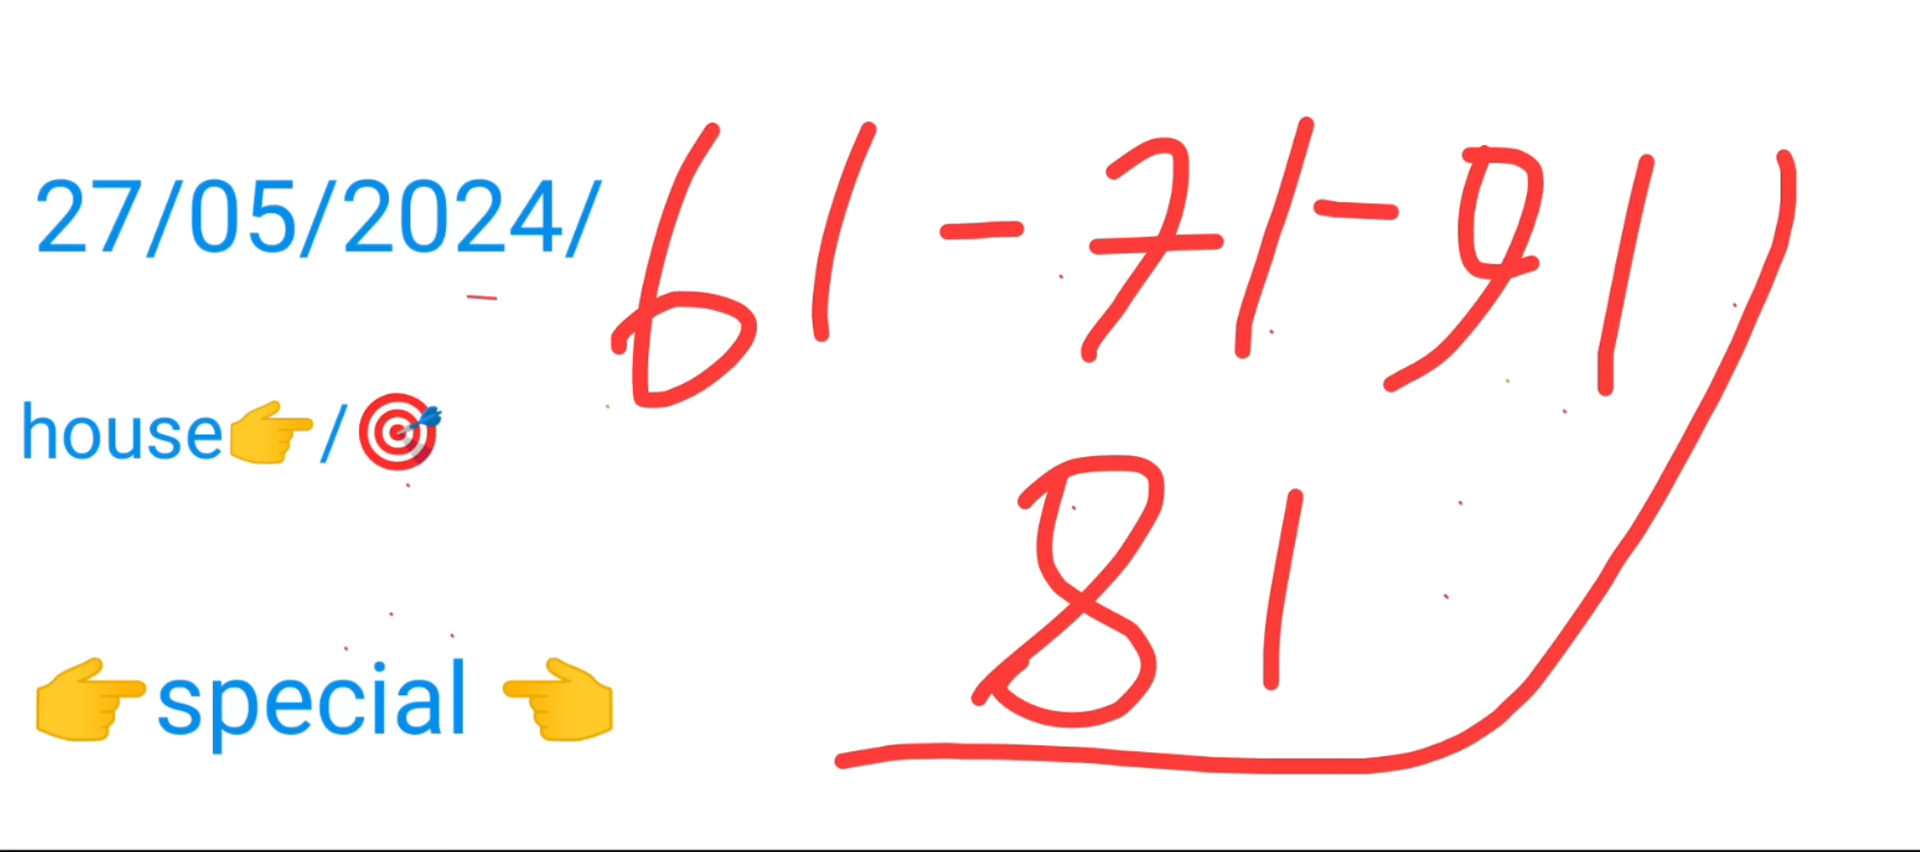 27/05/2024/ 61 - 71 - 91
house👉/🎯
81
👉special 👈